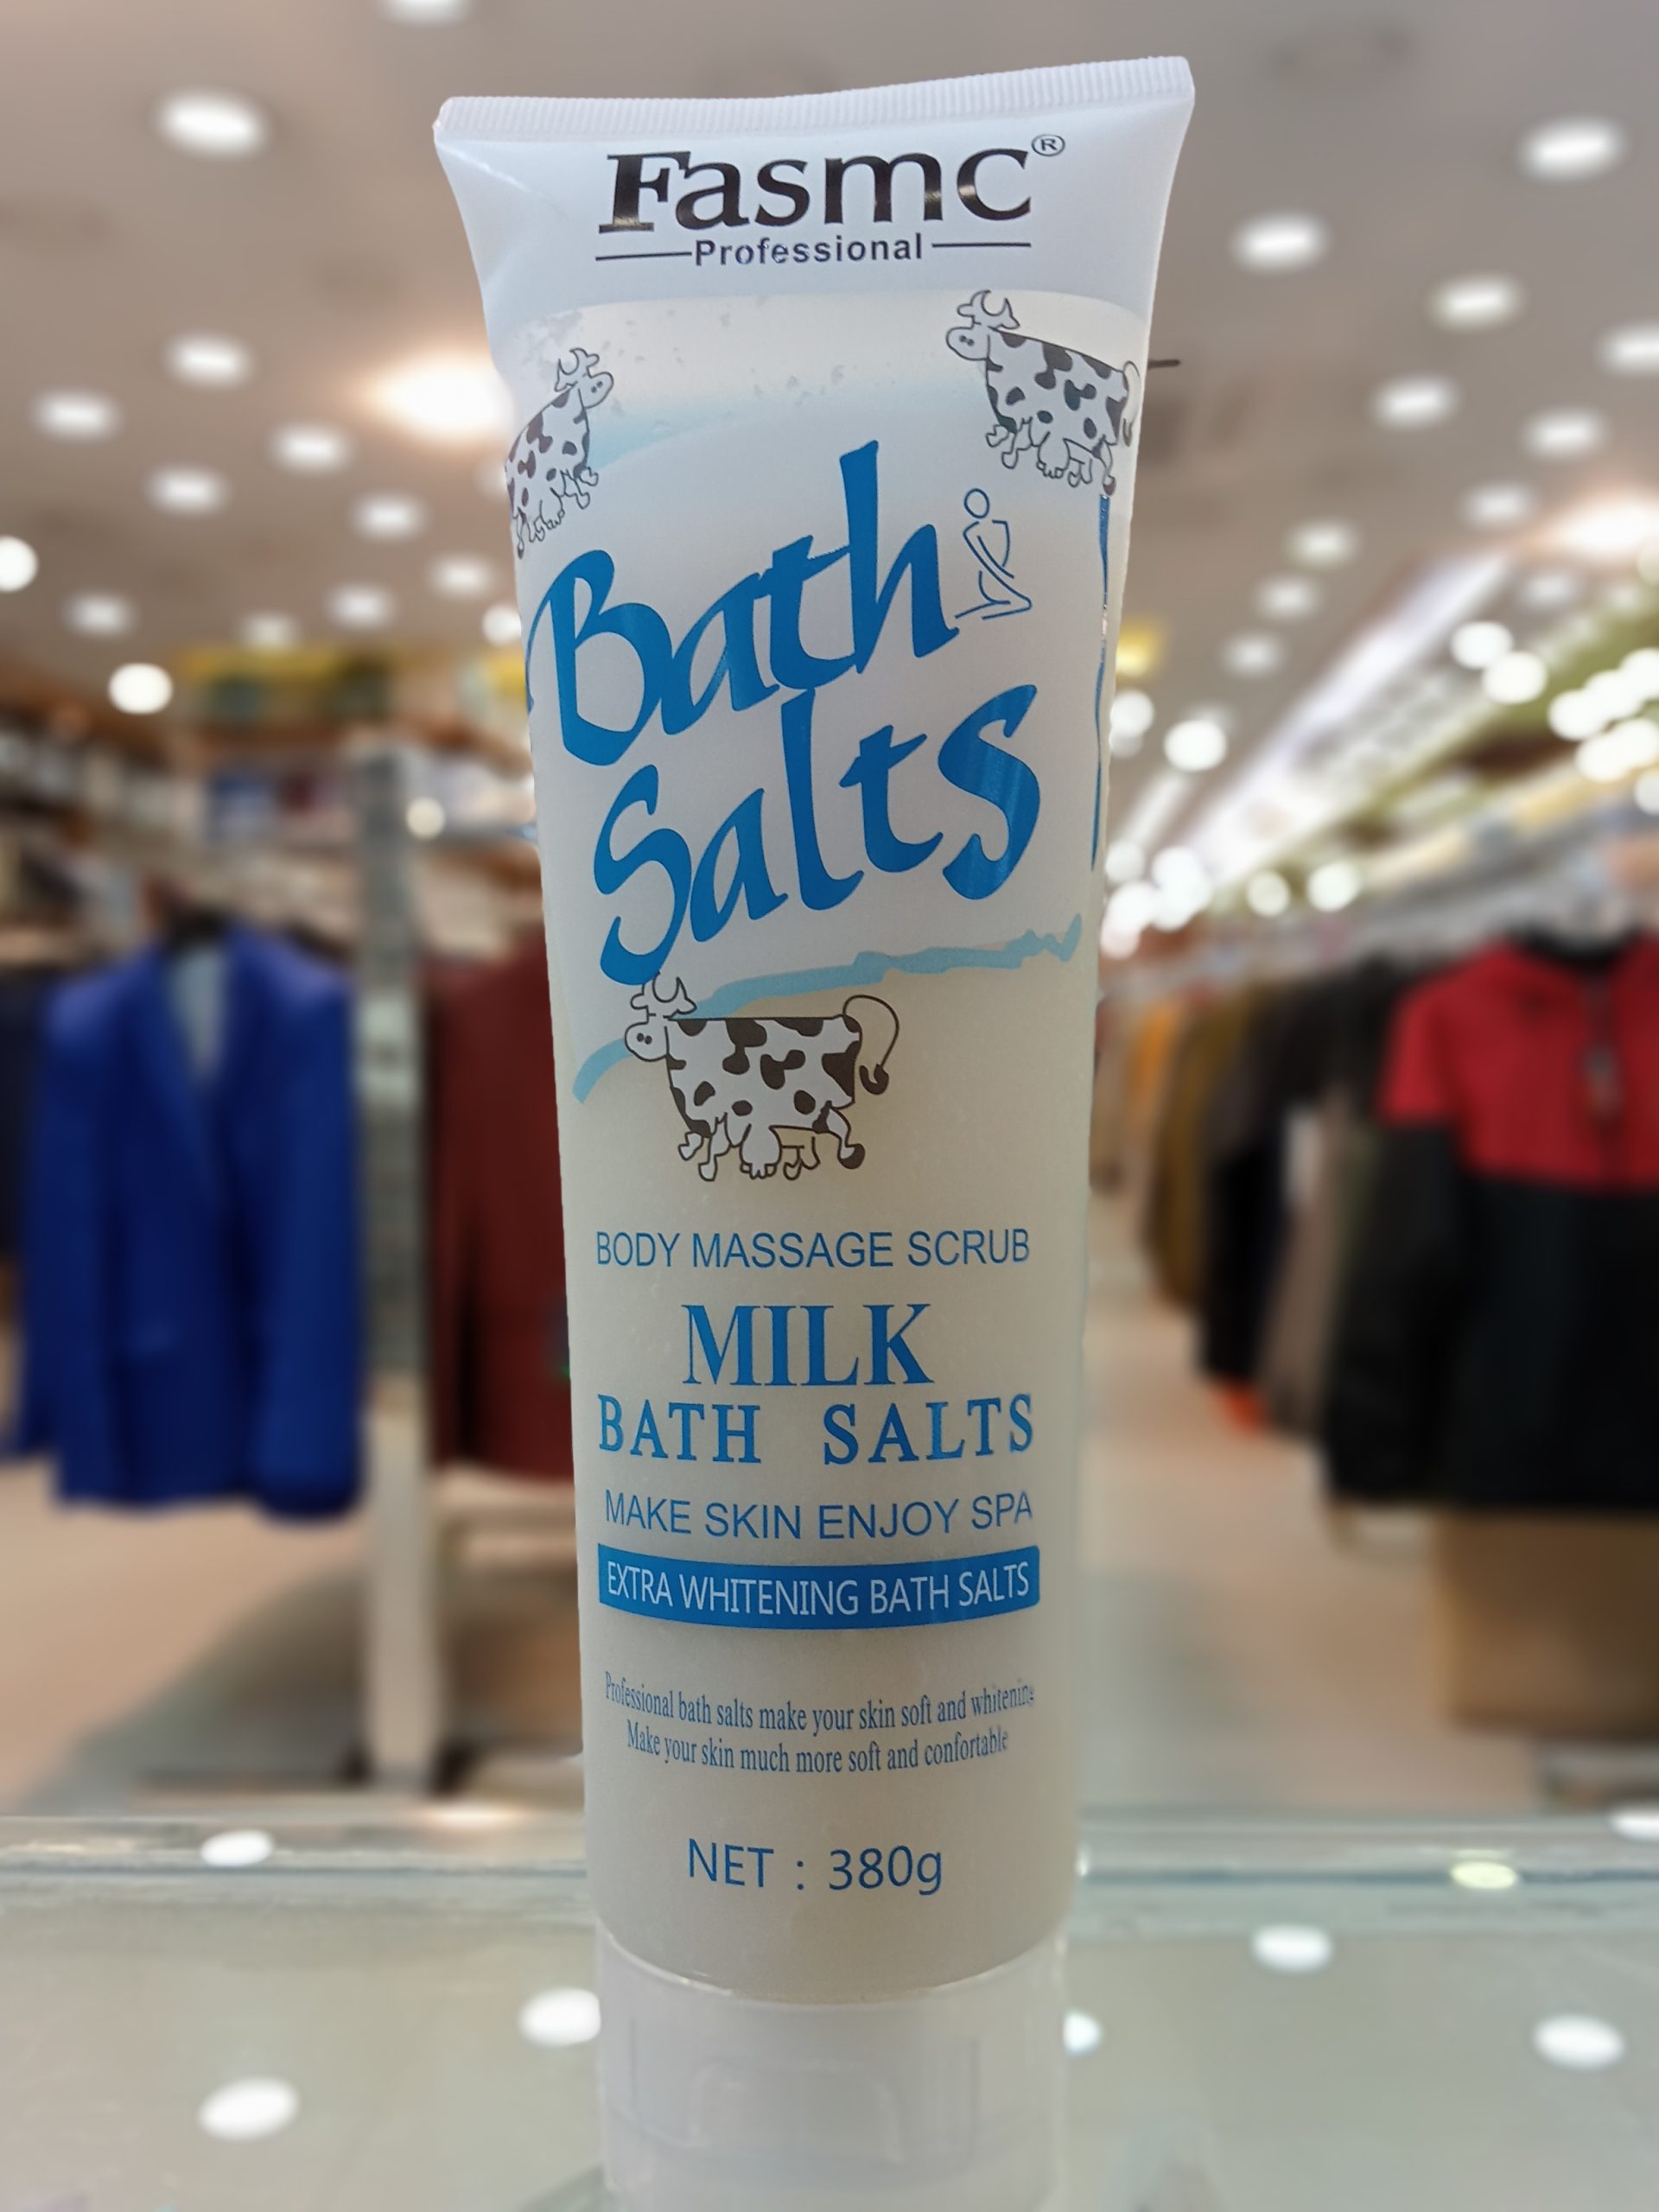 Fasmc®
Professional
Bath
Salts
BODY MASSAGE SCRUB
MILK
BATH SALTS
MAKE SKIN ENJOY SPA
EXTRA WHITENING BATH SALTS
Professional bath salts make your skin soft and whitening
Make your skin much more soft and confortable
NET : 380g